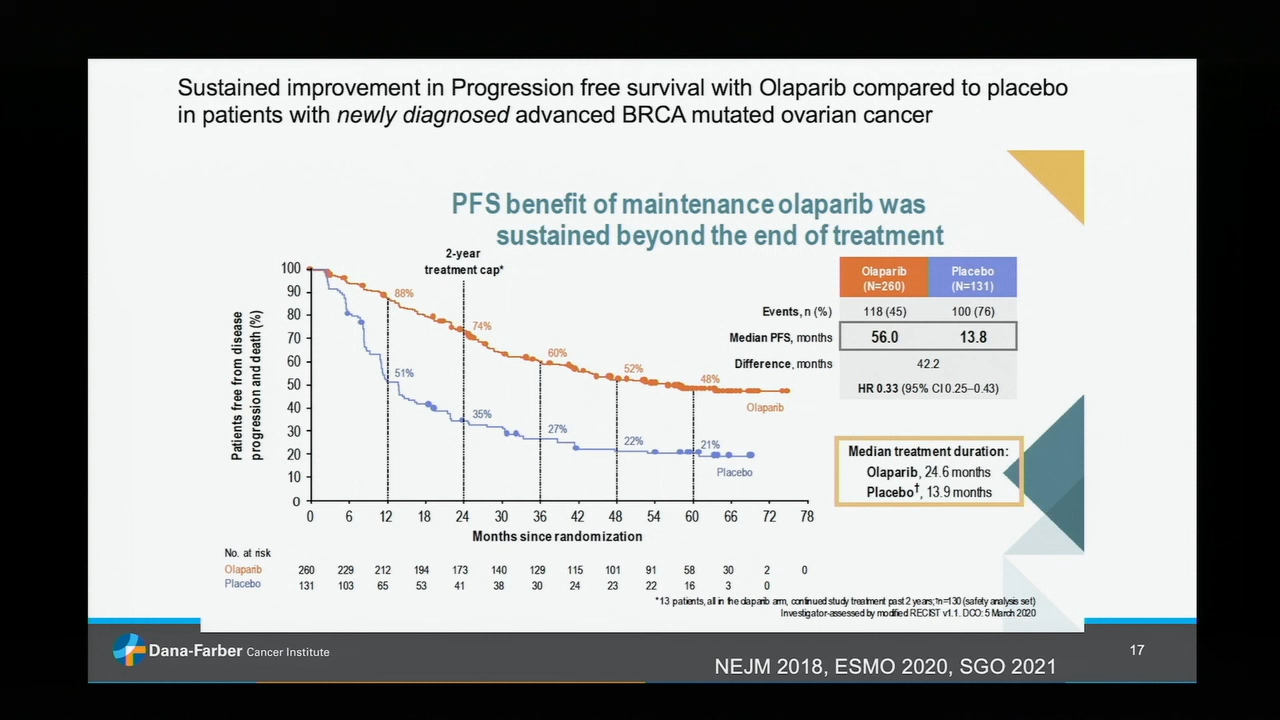 Sustained improvement in Progression free survival with Olaparib compared to placebo
in patients with newly diagnosed advanced BRCA mutated ovarian cancer
PFS benefit of maintenance olaparib was
sustained beyond the end of treatment
2-year
treatment cap*
Patients free from disease
progression and death (%)
100
90
80
70
60
50
40
30
20
10
0
88%
74%
60%
52%
48%
Olaparib
51%
35%
27%
22%
21%
Placebo
0 6 12 18 24 30 36 42 48 54 60 66 72 78
Months since randomization
Olaparib Placebo
(N=260) (N=131)
Events, n (%) 118 (45) 100 (76)
Median PFS, months 56.0 13.8
Difference, months 42.2
HR 0.33 (95% CI 0.25–0.43)
Median treatment duration:
Olaparib, 24.6 months
Placebo†, 13.9 months
No. at risk
Olaparib 260 229 212 194 173 140 129 115 101 91 58 30 2 0
Placebo 131 103 65 53 41 38 30 24 23 22 16 3 0
*13 patients, all in the olaparib arm, continued study treatment past 2 years; †n=130 (safety analysis set)
Investigator-assessed by modified RECIST v1.1. DCO: 5 March 2020
Dana-Farber Cancer Institute
17
NEJM 2018, ESMO 2020, SGO 2021